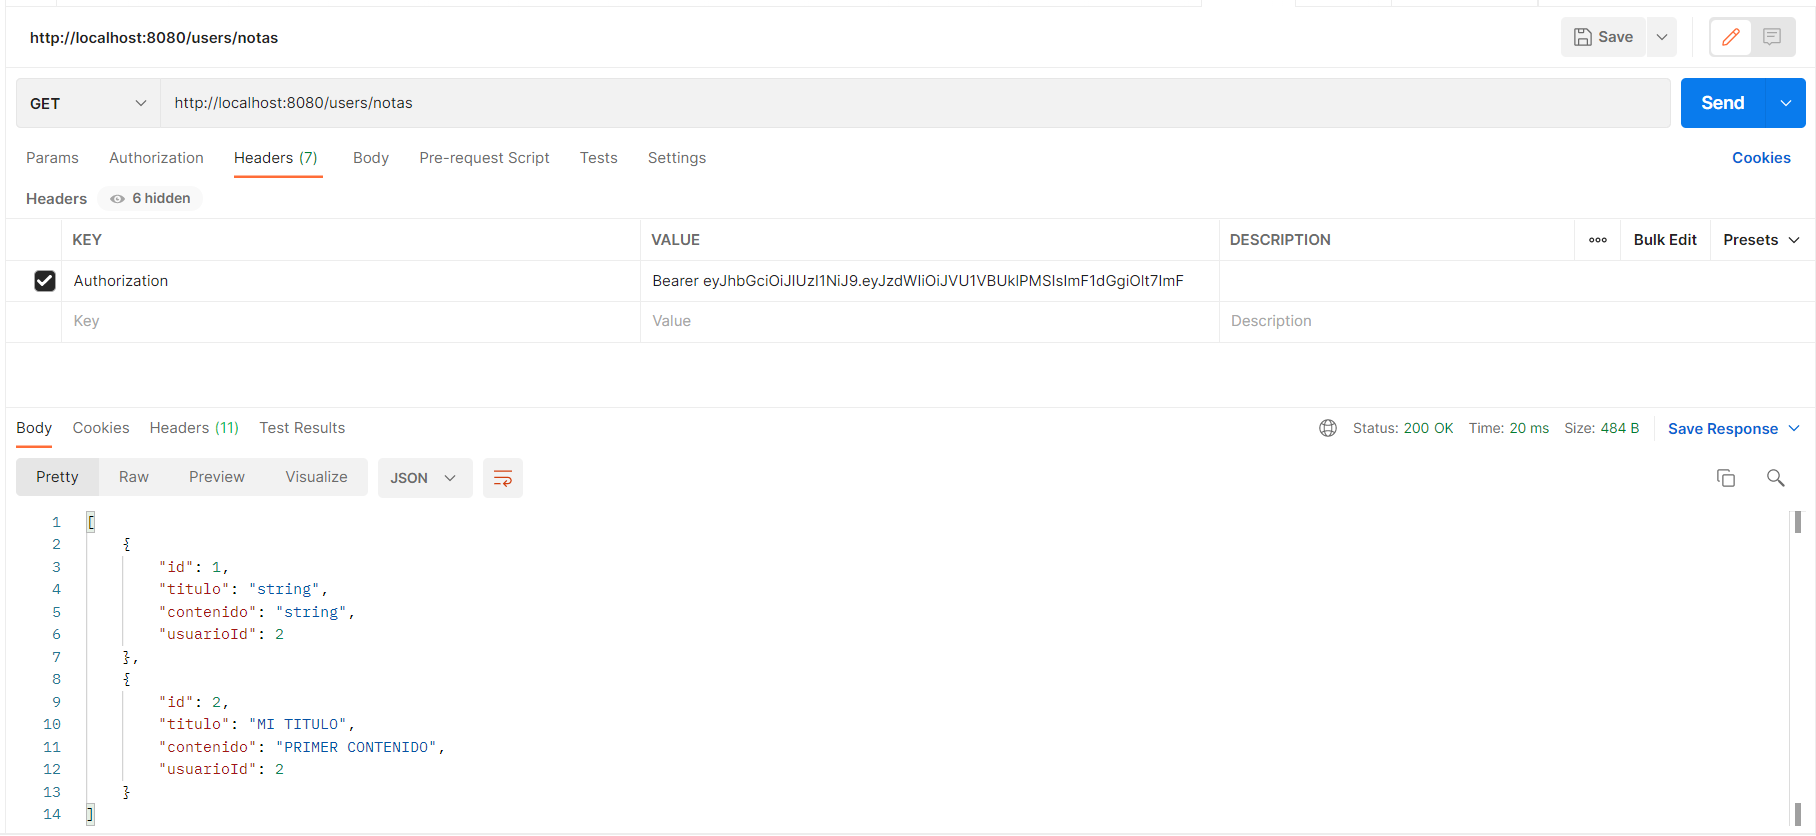 http://localhost:8080/users/notas
Save
GET
http://localhost:8080/users/notas
Send
Params Authorization Headers (7) Body Pre-request Script Tests Settings Cookies
Headers 6 hidden
KEY VALUE DESCRIPTION Bulk Edit Presets
Authorization Bearer eyJhbGciOiJIUzI1NiJ9.eyJzdWIiOiJVU1VBUklPMSIsImF1dGgiOlt7ImF
Key Value Description
Body Cookies Headers (11) Test Results Status: 200 OK Time: 20 ms Size: 484 B Save Response
Pretty Raw Preview Visualize JSON
1 [
2 {
3 "id": 1,
4 "titulo": "string",
5 "contenido": "string",
6 "usuarioId": 2
7 },
8 {
9 "id": 2,
10 "titulo": "MI TITULO",
11 "contenido": "PRIMER CONTENIDO",
12 "usuarioId": 2
13 }
14 ]